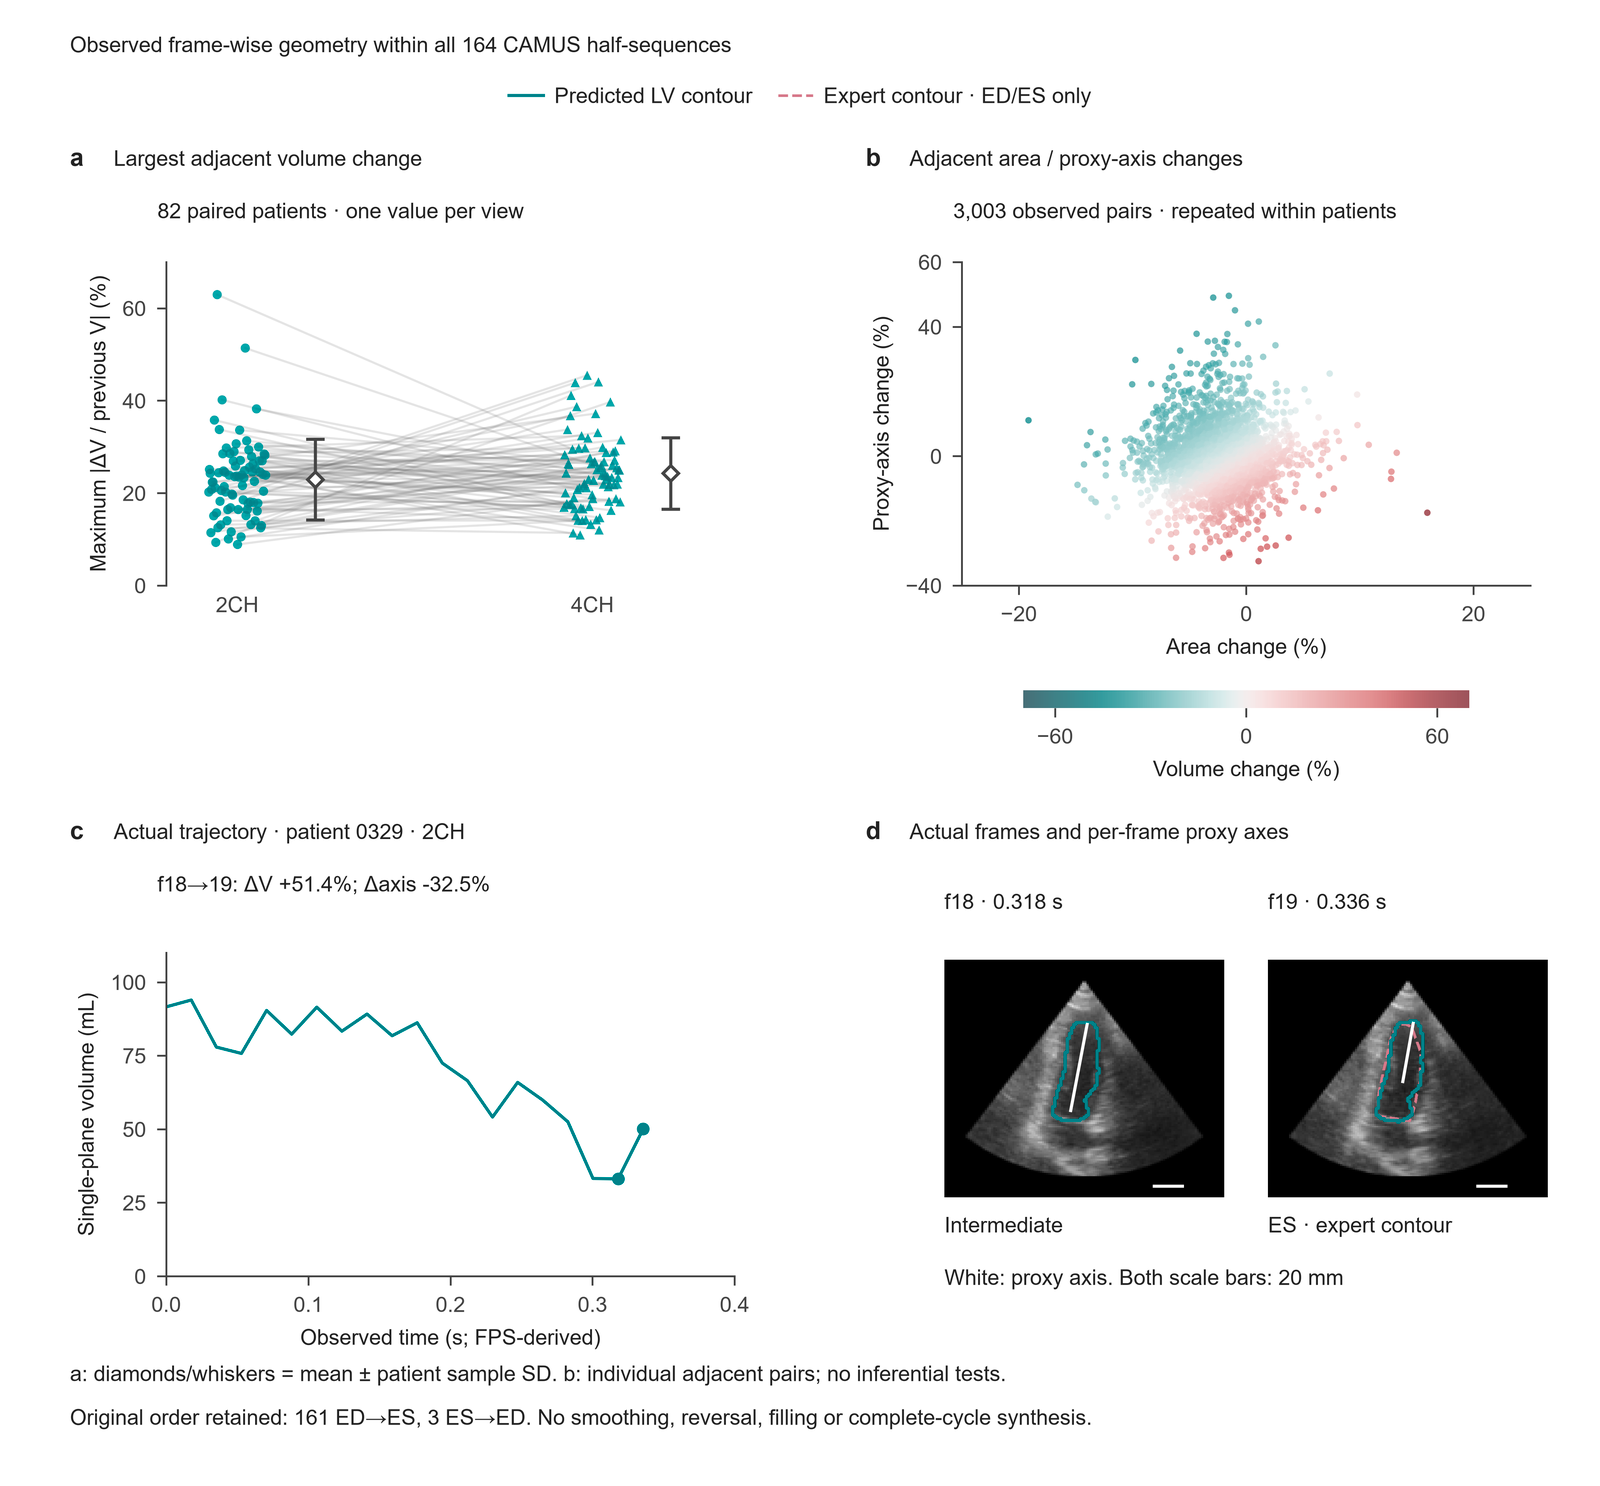 Observed frame-wise geometry within all 164 CAMUS half-sequences
Predicted LV contour
Expert contour · ED/ES only
a Largest adjacent volume change
82 paired patients · one value per view
Maximum |ΔV / previous V| (%)
60
40
20
0
2CH
4CH
b Adjacent area / proxy-axis changes
3,003 observed pairs · repeated within patients
Proxy-axis change (%)
60
40
0
−40
−20
0
20
Area change (%)
−60
0
60
Volume change (%)
c Actual trajectory · patient 0329 · 2CH
f18→19: ΔV +51.4%; Δaxis -32.5%
Single-plane volume (mL)
100
75
50
25
0
0.0
0.1
0.2
0.3
0.4
Observed time (s; FPS-derived)
d Actual frames and per-frame proxy axes
f18 · 0.318 s
f19 · 0.336 s
Intermediate
ES · expert contour
White: proxy axis. Both scale bars: 20 mm
a: diamonds/whiskers = mean ± patient sample SD. b: individual adjacent pairs; no inferential tests.
Original order retained: 161 ED→ES, 3 ES→ED. No smoothing, reversal, filling or complete-cycle synthesis.